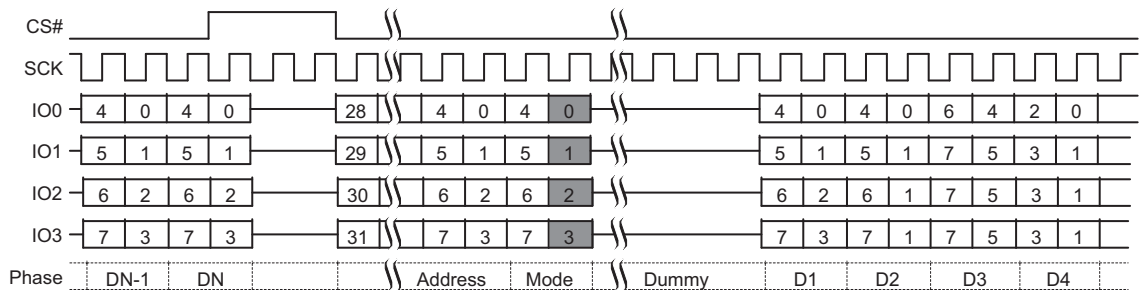 CS#
SCK
IO0 4 0 4 0 28 4 0 4 0 4 0 4 0 6 4 2 0
IO1 5 1 5 1 29 5 1 5 1 5 1 5 1 7 5 3 1
IO2 6 2 6 2 30 6 2 6 2 6 2 6 1 7 5 3 1
IO3 7 3 7 3 31 7 3 7 3 7 3 7 1 7 5 3 1
Phase DN-1 DN Address Mode Dummy D1 D2 D3 D4